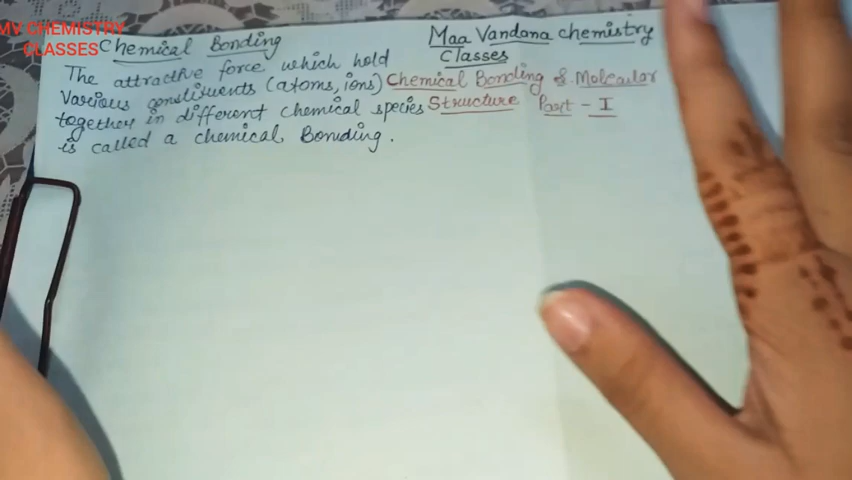 MV CHEMISTRY
CLASSES
Chemical Bonding
The attractive force which hold
Various constituents (atoms, ions)
together in different chemical species
is called a chemical Bonding.
Maa Vandana chemistry
Classes
Chemical Bonding & Molecular
Structure Part - I